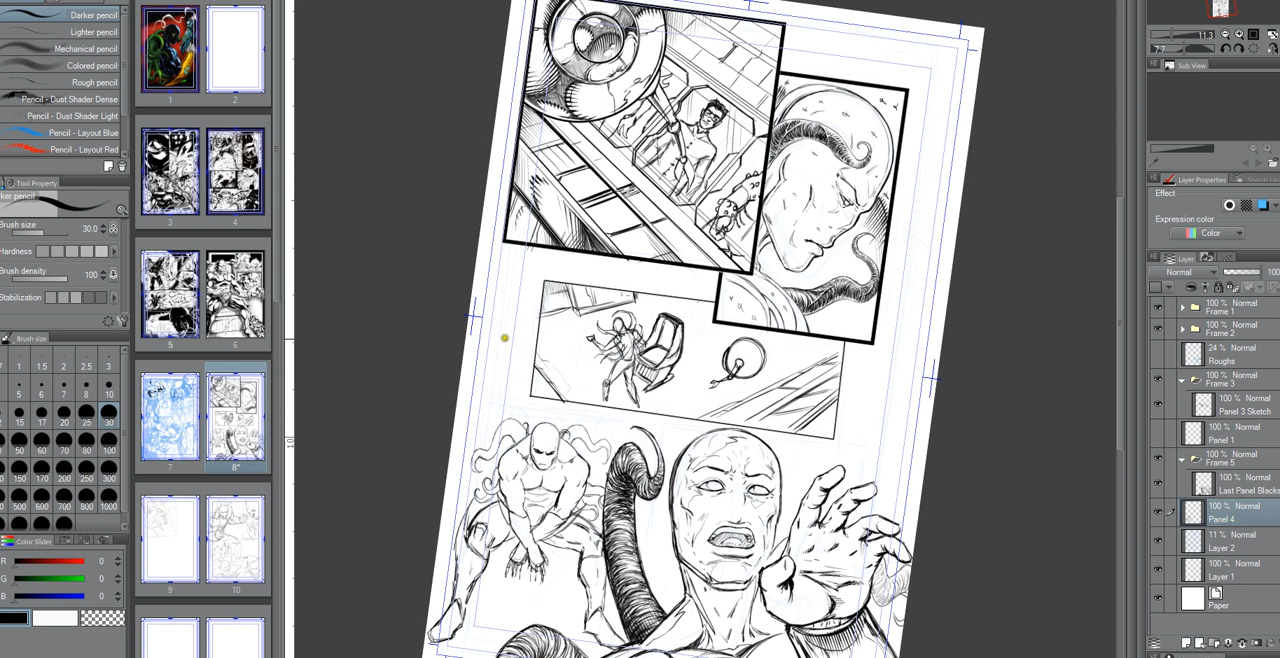 Darker pencil
Lighter pencil
Mechanical pencil
Colored pencil
Rough pencil
Pencil - Dust Shader Dense
Pencil - Dust Shader Light
Pencil - Layout Blue
Pencil - Layout Red
Tool Property
ker pencil
Brush size 30.0
Hardness
Brush density 100
Stabilization
Brush size
1 1.5 2 2.5 3
5 6 7 8 10
15 17 20 25 30
50 60 70 80 100
150 170 200 250 300
500 600 700 800 1000
Color Slider
R 0
G 0
B 0
1 2
3 4
5 6
7 8*
9 10
11.3
7.7
Sub View
Layer Properties
Effect
Expression color
Color
Layer
Normal 100
100 % Normal
Frame 1
100 % Normal
Frame 2
24 % Normal
Roughs
100 % Normal
Frame 3
100 % Normal
Panel 3 Sketch
100 % Normal
Panel 1
100 % Normal
Frame 5
100 % Normal
Last Panel Blacks
100 % Normal
Panel 4
11 % Normal
Layer 2
100 % Normal
Layer 1
Paper